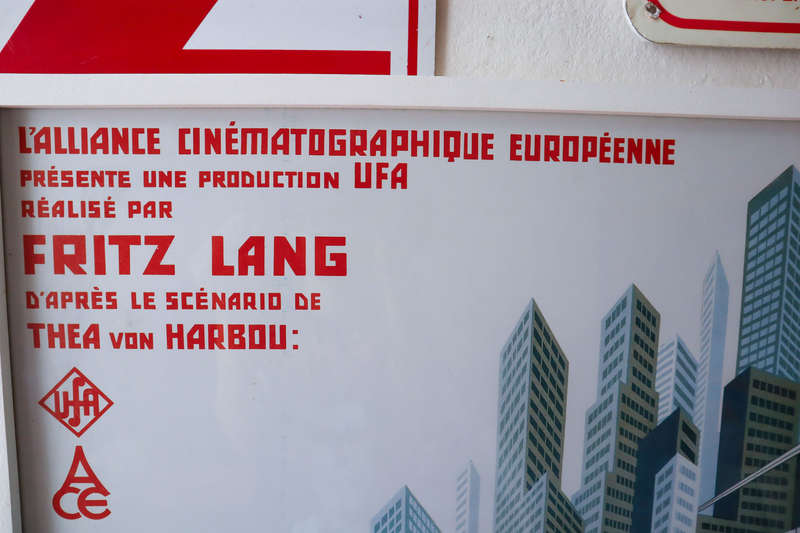 L'ALLIANCE CINÉMATOGRAPHIQUE EUROPÉENNE
PRÉSENTE UNE PRODUCTION UFA
RÉALISÉ PAR
FRITZ LANG
D'APRÈS LE SCÉNARIO DE
THEA VON HARBOU:
UFA
ACE